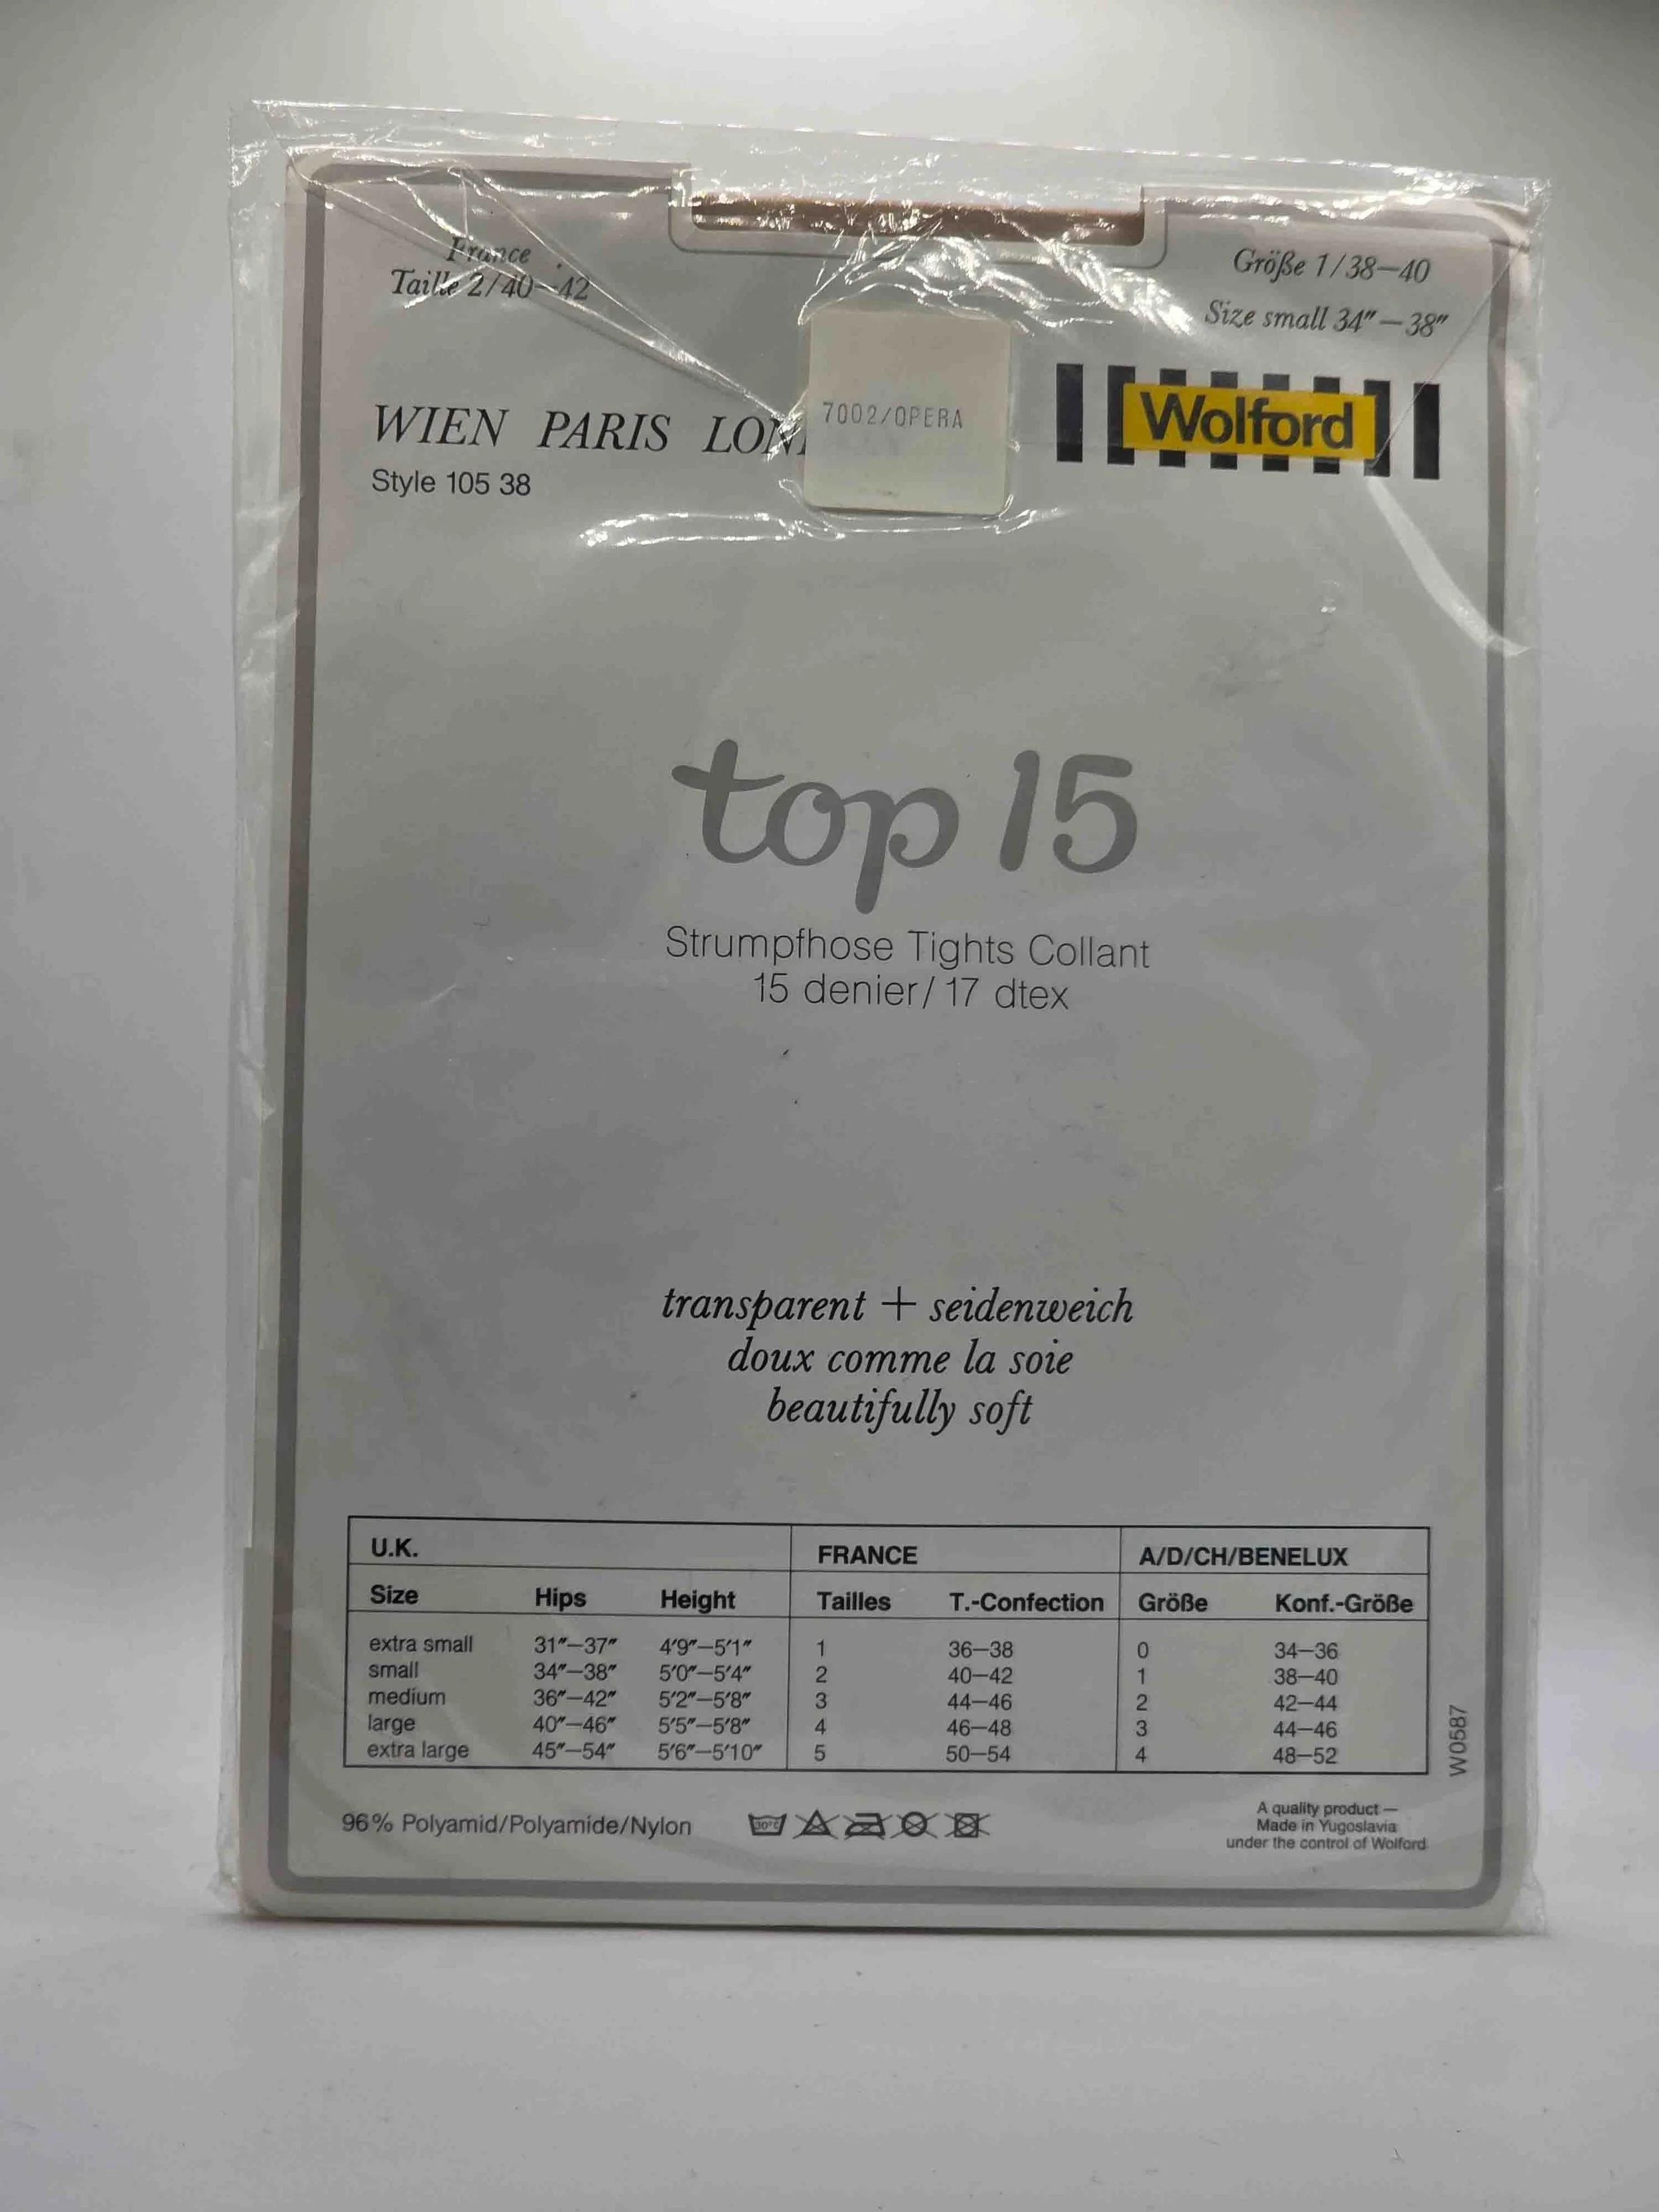 France
Taille 2/40–42
Größe 1/38–40
Size small 34″–38″
WIEN PARIS
Style 105 38
7002/OPERA
Wolford
top 15
Strumpfhose Tights Collant
15 denier/17 dtex
transparent + seidenweich
doux comme la soie
beautifully soft
U.K. FRANCE A/D/CH/BENELUX
Size Hips Height Tailles T.-Confection Größe Konf.-Größe
extra small 31″–37″ 4′9″–5′1″ 1 36–38 0 34–36
small 34″–38″ 5′0″–5′4″ 2 40–42 1 38–40
medium 36″–42″ 5′2″–5′8″ 3 44–46 2 42–44
large 40″–46″ 5′5″–5′8″ 4 46–48 3 44–46
extra large 45″–54″ 5′6″–5′10″ 5 50–54 4 48–52
W0587
96% Polyamid/Polyamide/Nylon
30°C
A quality product –
Made in Yugoslavia
under the control of Wolford